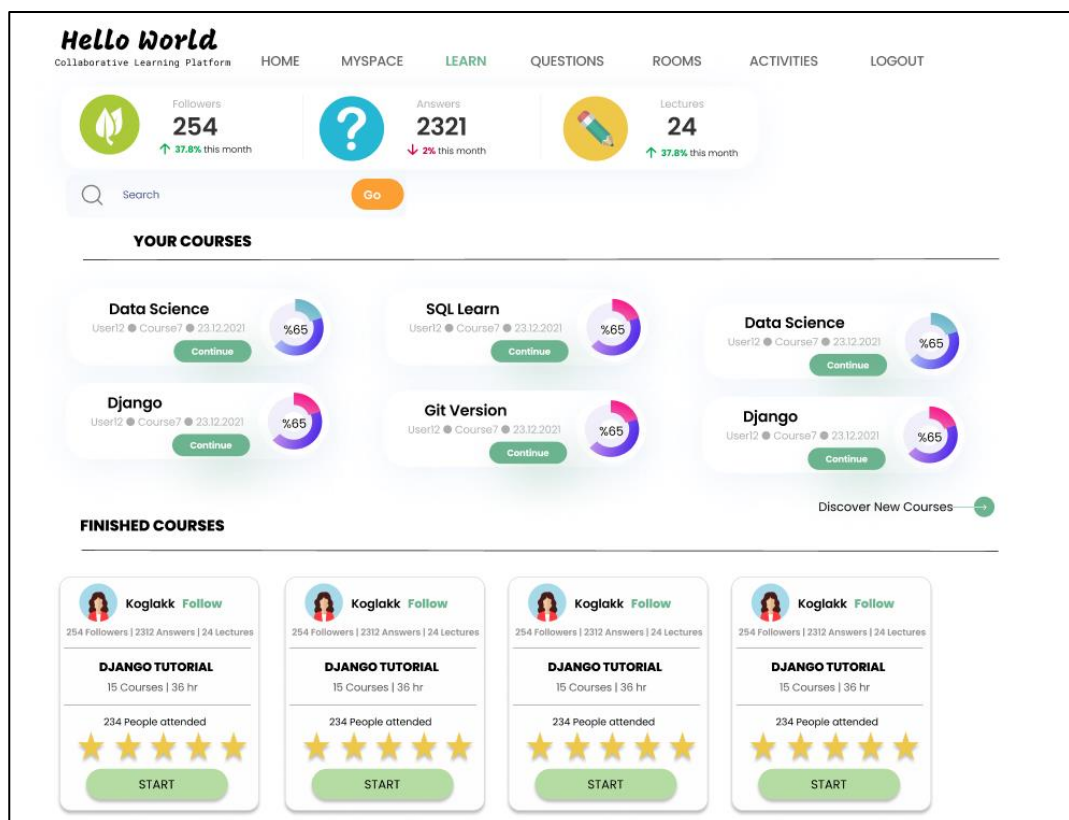 Hello World
Collaborative Learning Platform
HOME MYSPACE LEARN QUESTIONS ROOMS ACTIVITIES LOGOUT
Followers
254
37.8% this month
Answers
2321
2% this month
Lectures
24
37.8% this month
Search Go
YOUR COURSES
Data Science
User12 Course7 23.12.2021
Continue
%65
SQL Learn
User12 Course7 23.12.2021
Continue
%65
Data Science
User12 Course7 23.12.2021
Continue
%65
Django
User12 Course7 23.12.2021
Continue
%65
Git Version
User12 Course7 23.12.2021
Continue
%65
Django
User12 Course7 23.12.2021
Continue
%65
Discover New Courses
FINISHED COURSES
Koglakk Follow
254 Followers | 2312 Answers | 24 Lectures
DJANGO TUTORIAL
15 Courses | 36 hr
234 People attended
START
Koglakk Follow
254 Followers | 2312 Answers | 24 Lectures
DJANGO TUTORIAL
15 Courses | 36 hr
234 People attended
START
Koglakk Follow
254 Followers | 2312 Answers | 24 Lectures
DJANGO TUTORIAL
15 Courses | 36 hr
234 People attended
START
Koglakk Follow
254 Followers | 2312 Answers | 24 Lectures
DJANGO TUTORIAL
15 Courses | 36 hr
234 People attended
START